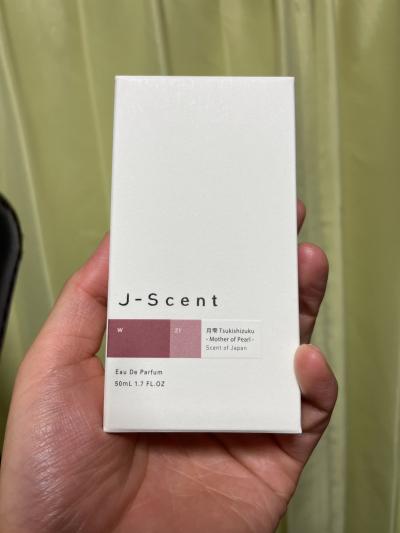 J-Scent
W
21
月雫 Tsukishizuku
- Mother of Pearl -
Scent of Japan
Eau De Parfum
50mL 1.7 FL.OZ